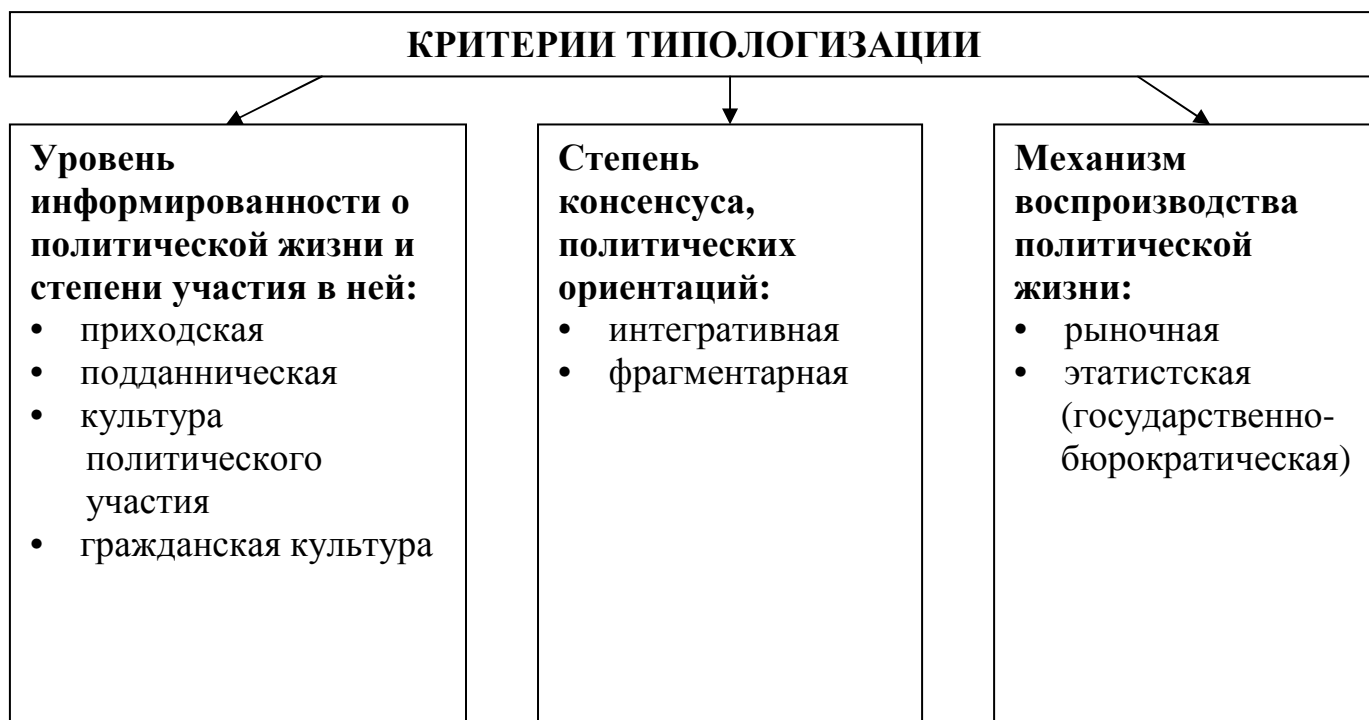 КРИТЕРИИ ТИПОЛОГИЗАЦИИ
Уровень
информированности о
политической жизни и
степени участия в ней:
• приходская
• подданническая
• культура
политического
участия
• гражданская культура
Степень
консенсуса,
политических
ориентаций:
• интегративная
• фрагментарная
Механизм
воспроизводства
политической
жизни:
• рыночная
• этатистская
(государственно-
бюрократическая)